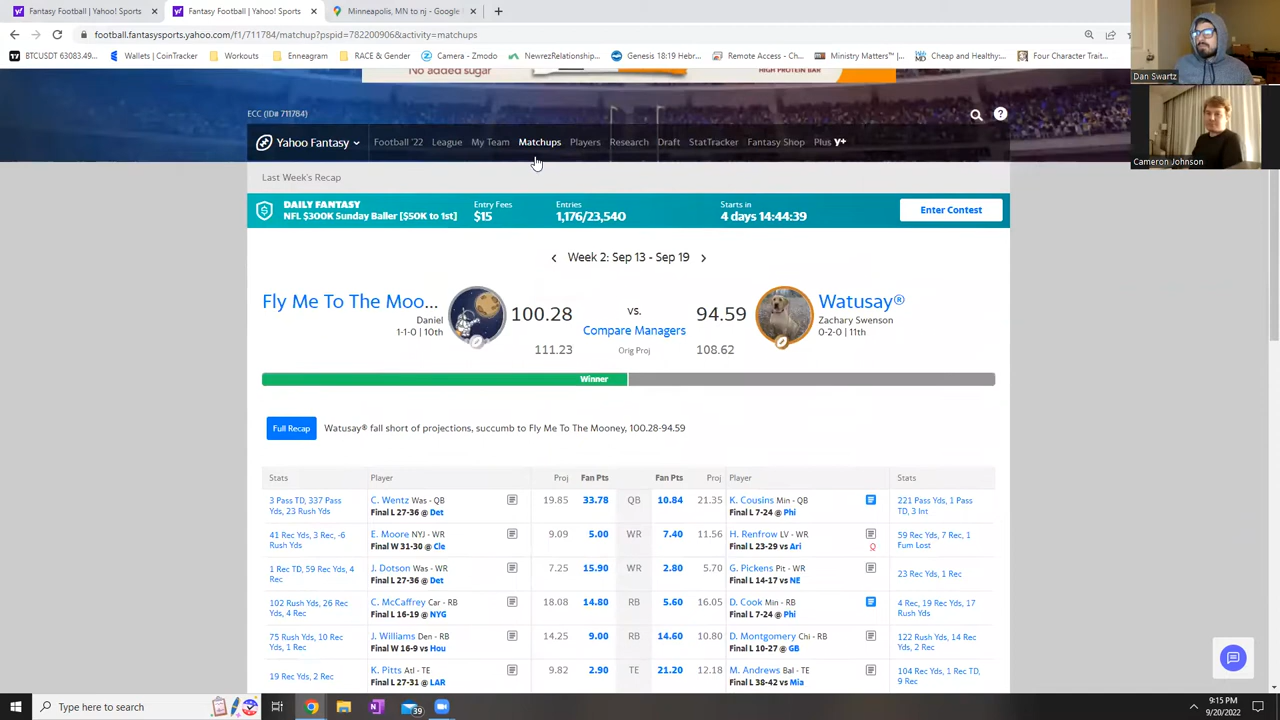 Fantasy Football | Yahoo! Sports
Fantasy Football | Yahoo! Sports
Minneapolis, MN to nj - Google
football.fantasysports.yahoo.com/f1/711784/matchup?pspid=782200906&activity=matchups
BTCUSDT 63083.49...
Wallets | CoinTracker
Workouts
Enneagram
RACE & Gender
Camera - Zmodo
NewrezRelationship...
Genesis 18:19 Hebr...
Remote Access - Ch...
Ministry Matters™ |...
Cheap and Healthy:...
Four Character Trait...
Dan Swartz
Cameron Johnson
No added sugar
HIGH PROTEIN BAR
ECC (ID# 711784)
Yahoo Fantasy
Football '22
League
My Team
Matchups
Players
Research
Draft
StatTracker
Fantasy Shop
Plus Y+
Last Week's Recap
DAILY FANTASY
NFL $300K Sunday Baller [$50K to 1st]
Entry Fees
$15
Entries
1,176/23,540
Starts in
4 days 14:44:39
Enter Contest
Week 2: Sep 13 - Sep 19
Fly Me To The Moo...
Daniel
1-1-0 | 10th
100.28
111.23
vs.
Compare Managers
Orig Proj
94.59
108.62
Watusay®
Zachary Swenson
0-2-0 | 11th
Winner
Full Recap
Watusay® fall short of projections, succumb to Fly Me To The Mooney, 100.28-94.59
Stats Player Proj Fan Pts Fan Pts Proj Player Stats
3 Pass TD, 337 Pass
Yds, 23 Rush Yds
C. Wentz Was - QB
Final L 27-36 @ Det
19.85 33.78 QB 10.84 21.35
K. Cousins Min - QB
Final L 7-24 @ Phi
221 Pass Yds, 1 Pass
TD, 3 Int
41 Rec Yds, 3 Rec, -6
Rush Yds
E. Moore NYJ - WR
Final W 31-30 @ Cle
9.09 5.00 WR 7.40 11.56
H. Renfrow LV - WR
Final L 23-29 vs Ari
Q
59 Rec Yds, 7 Rec, 1
Fum Lost
1 Rec TD, 59 Rec Yds, 4
Rec
J. Dotson Was - WR
Final L 27-36 @ Det
7.25 15.90 WR 2.80 5.70
G. Pickens Pit - WR
Final L 14-17 vs NE
23 Rec Yds, 1 Rec
102 Rush Yds, 26 Rec
Yds, 4 Rec
C. McCaffrey Car - RB
Final L 16-19 @ NYG
18.08 14.80 RB 5.60 16.05
D. Cook Min - RB
Final L 7-24 @ Phi
4 Rec, 19 Rec Yds, 17
Rush Yds
75 Rush Yds, 10 Rec
Yds, 1 Rec
J. Williams Den - RB
Final W 16-9 vs Hou
14.25 9.00 RB 14.60 10.80
D. Montgomery Chi - RB
Final L 10-27 @ GB
122 Rush Yds, 14 Rec
Yds, 2 Rec
19 Rec Yds, 2 Rec
K. Pitts Atl - TE
Final L 27-31 @ LAR
9.82 2.90 TE 21.20 12.18
M. Andrews Bal - TE
Final L 38-42 vs Mia
104 Rec Yds, 1 Rec TD,
9 Rec
Type here to search
39
9:15 PM
9/20/2022